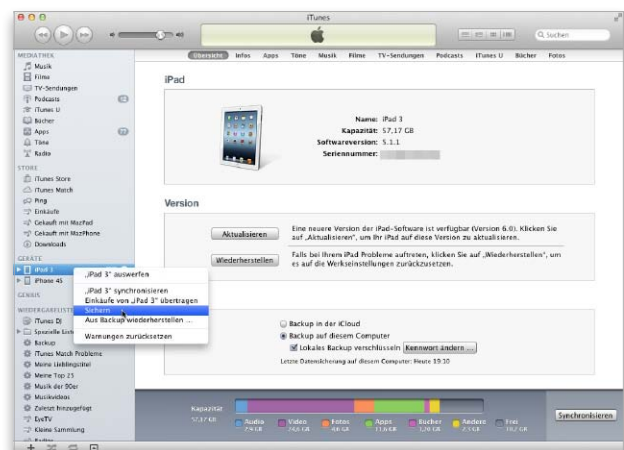 iTunes
Suchen
MEDIATHEK
Musik
Filme
TV-Sendungen
Podcasts
iTunes U
Bücher
Apps
Töne
Radio
STORE
iTunes Store
iTunes Match
Ping
Einkäufe
Gekauft mit MacPad
Gekauft mit MacPhone
Downloads
GERÄTE
iPad 3
iPhone 4S
GENIUS
WIEDERGABELISTEN
iTunes DJ
Spezielle Listen
Backup
iTunes Match Probleme
Meine Lieblingstitel
Meine Top 25
Musik der 90er
Musikvideos
Zuletzt hinzugefügt
EyeTV
Kleine Sammlung
Übersicht Infos Apps Töne Musik Filme TV-Sendungen Podcasts iTunes U Bücher Fotos
iPad
Name: iPad 3
Kapazität: 57,17 GB
Softwareversion: 5.1.1
Seriennummer:
Version
Aktualisieren
Eine neuere Version der iPad-Software ist verfügbar (Version 6.0). Klicken Sie
auf „Aktualisieren“, um Ihr iPad auf diese Version zu aktualisieren.
Wiederherstellen
Falls bei Ihrem iPad Probleme auftreten, klicken Sie auf „Wiederherstellen“, um
es auf die Werkseinstellungen zurückzusetzen.
„iPad 3“ auswerfen
„iPad 3“ synchronisieren
Einkäufe von „iPad 3“ übertragen
Sichern
Aus Backup wiederherstellen ...
Warnungen zurücksetzen
Backup in der iCloud
Backup auf diesem Computer
Lokales Backup verschlüsseln Kennwort ändern ...
Letzte Datensicherung auf diesem Computer: Heute 19:10
Kapazität
57,17 GB
Audio
Video
Fotos
Apps
Bücher
Andere
Frei
Synchronisieren